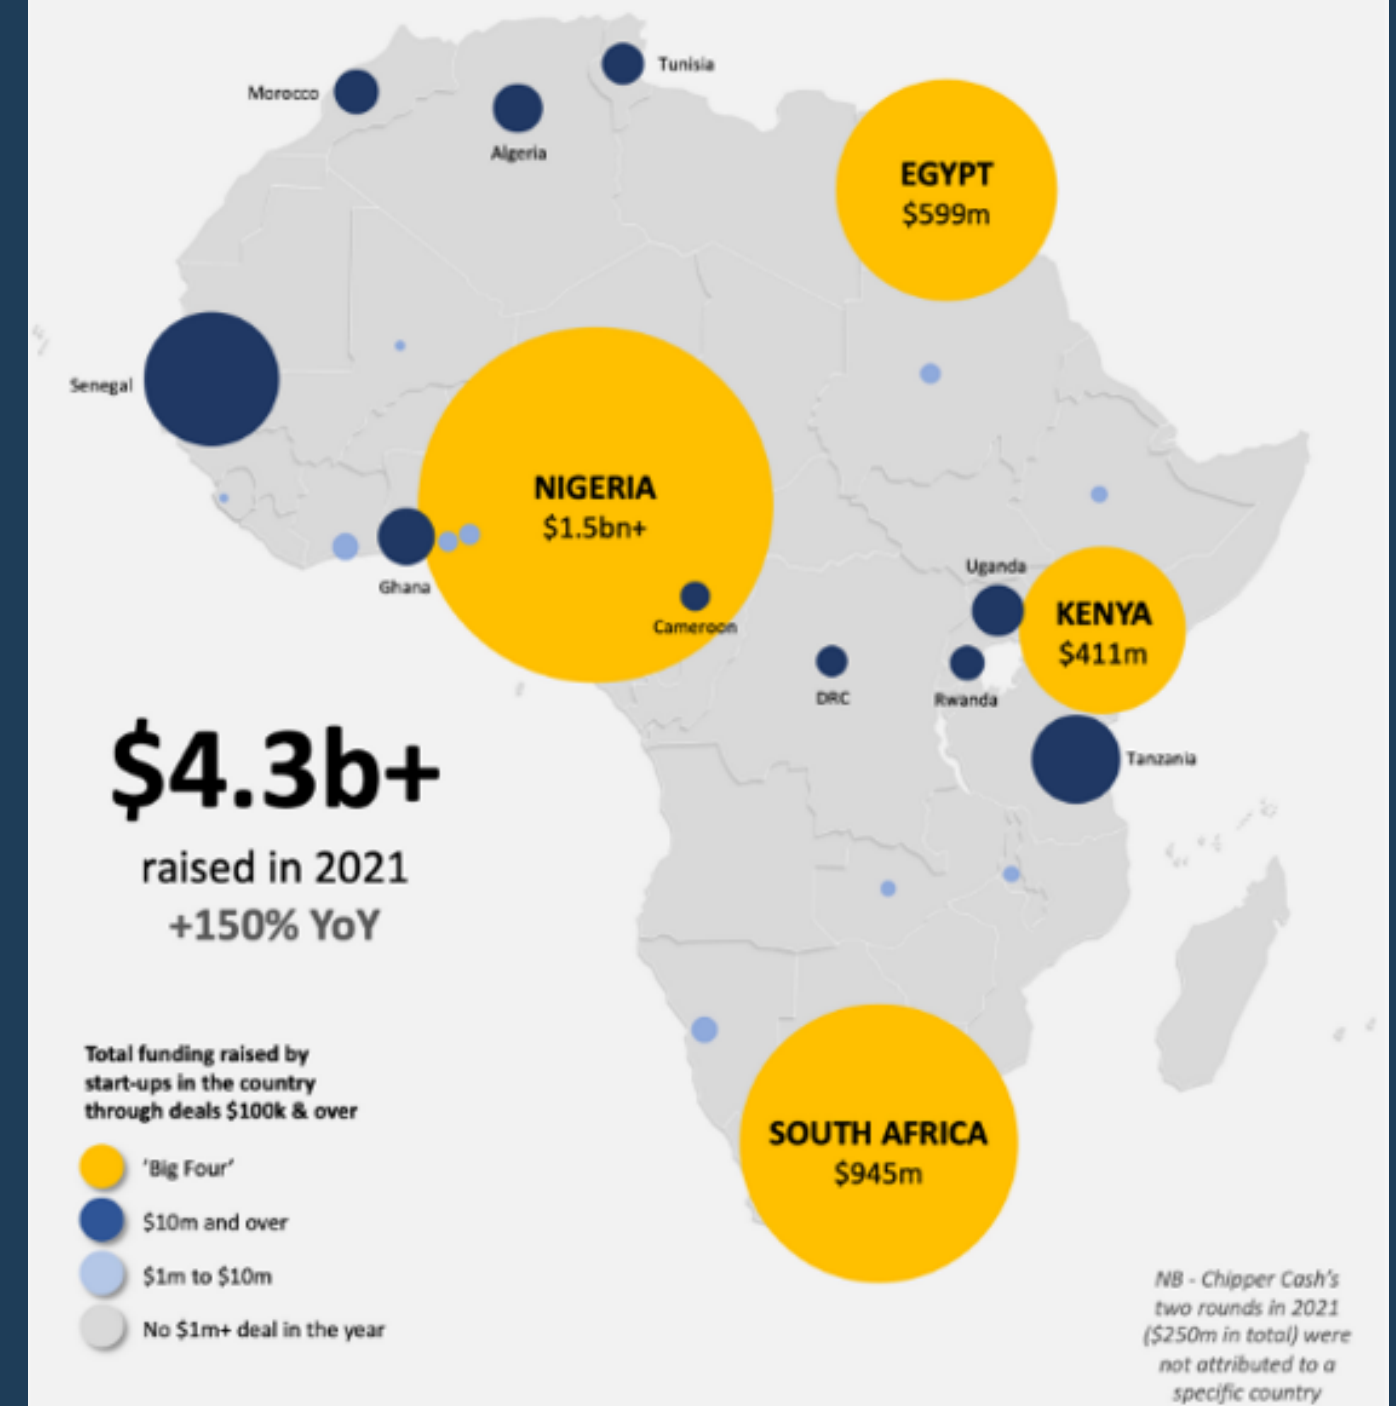 Tunisia
Morocco
Algeria
EGYPT
$599m
Senegal
NIGERIA
$1.5bn+
Ghana
Cameroon
Uganda
KENYA
$411m
DRC
Rwanda
Tanzania
$4.3b+
raised in 2021
+150% YoY
SOUTH AFRICA
$945m
Total funding raised by
start-ups in the country
through deals $100k & over
'Big Four'
$10m and over
$1m to $10m
No $1m+ deal in the year
NB - Chipper Cash's
two rounds in 2021
($250m in total) were
not attributed to a
specific country